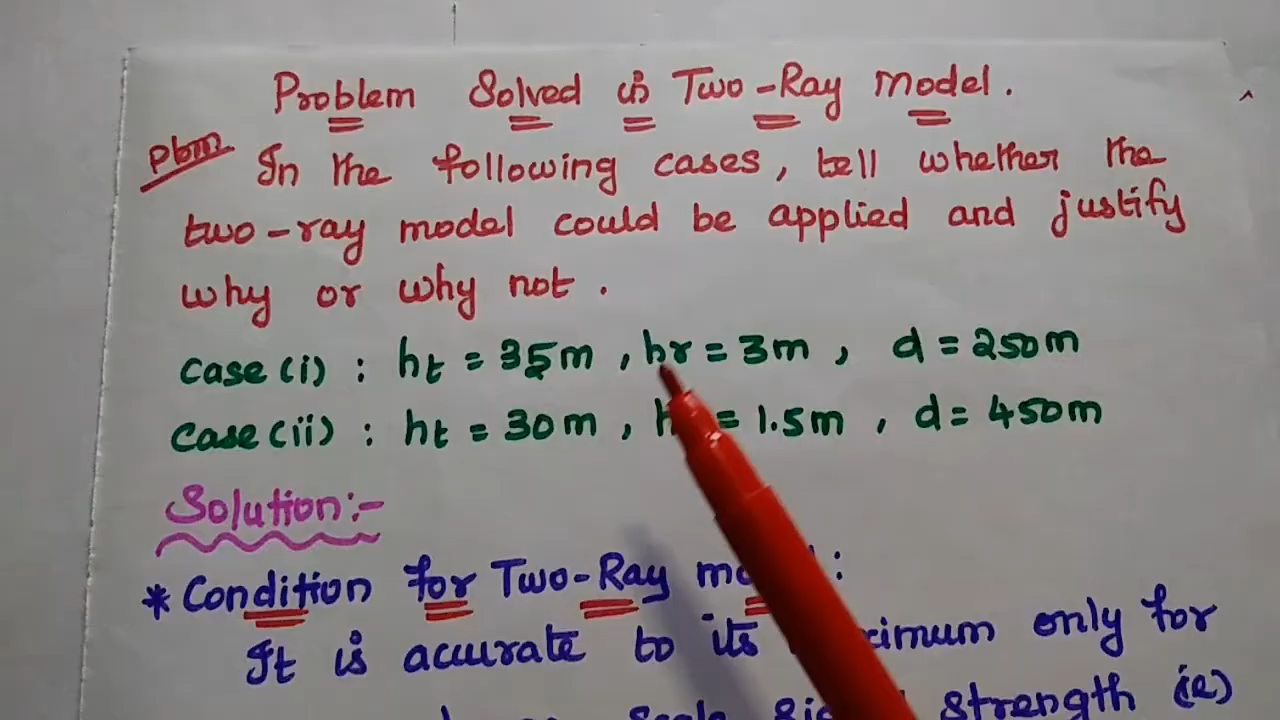 Problem Solved in Two-Ray Model.
Pbm In the following cases, tell whether the
two-ray model could be applied and justify
why or why not.
Case(i) : ht = 35m, hr = 3m, d = 250m
Case(ii) : ht = 30m, = 1.5m, d = 450m
Solution:-
* Condition for Two-Ray :
It is accurate to its only for
strength (ie)